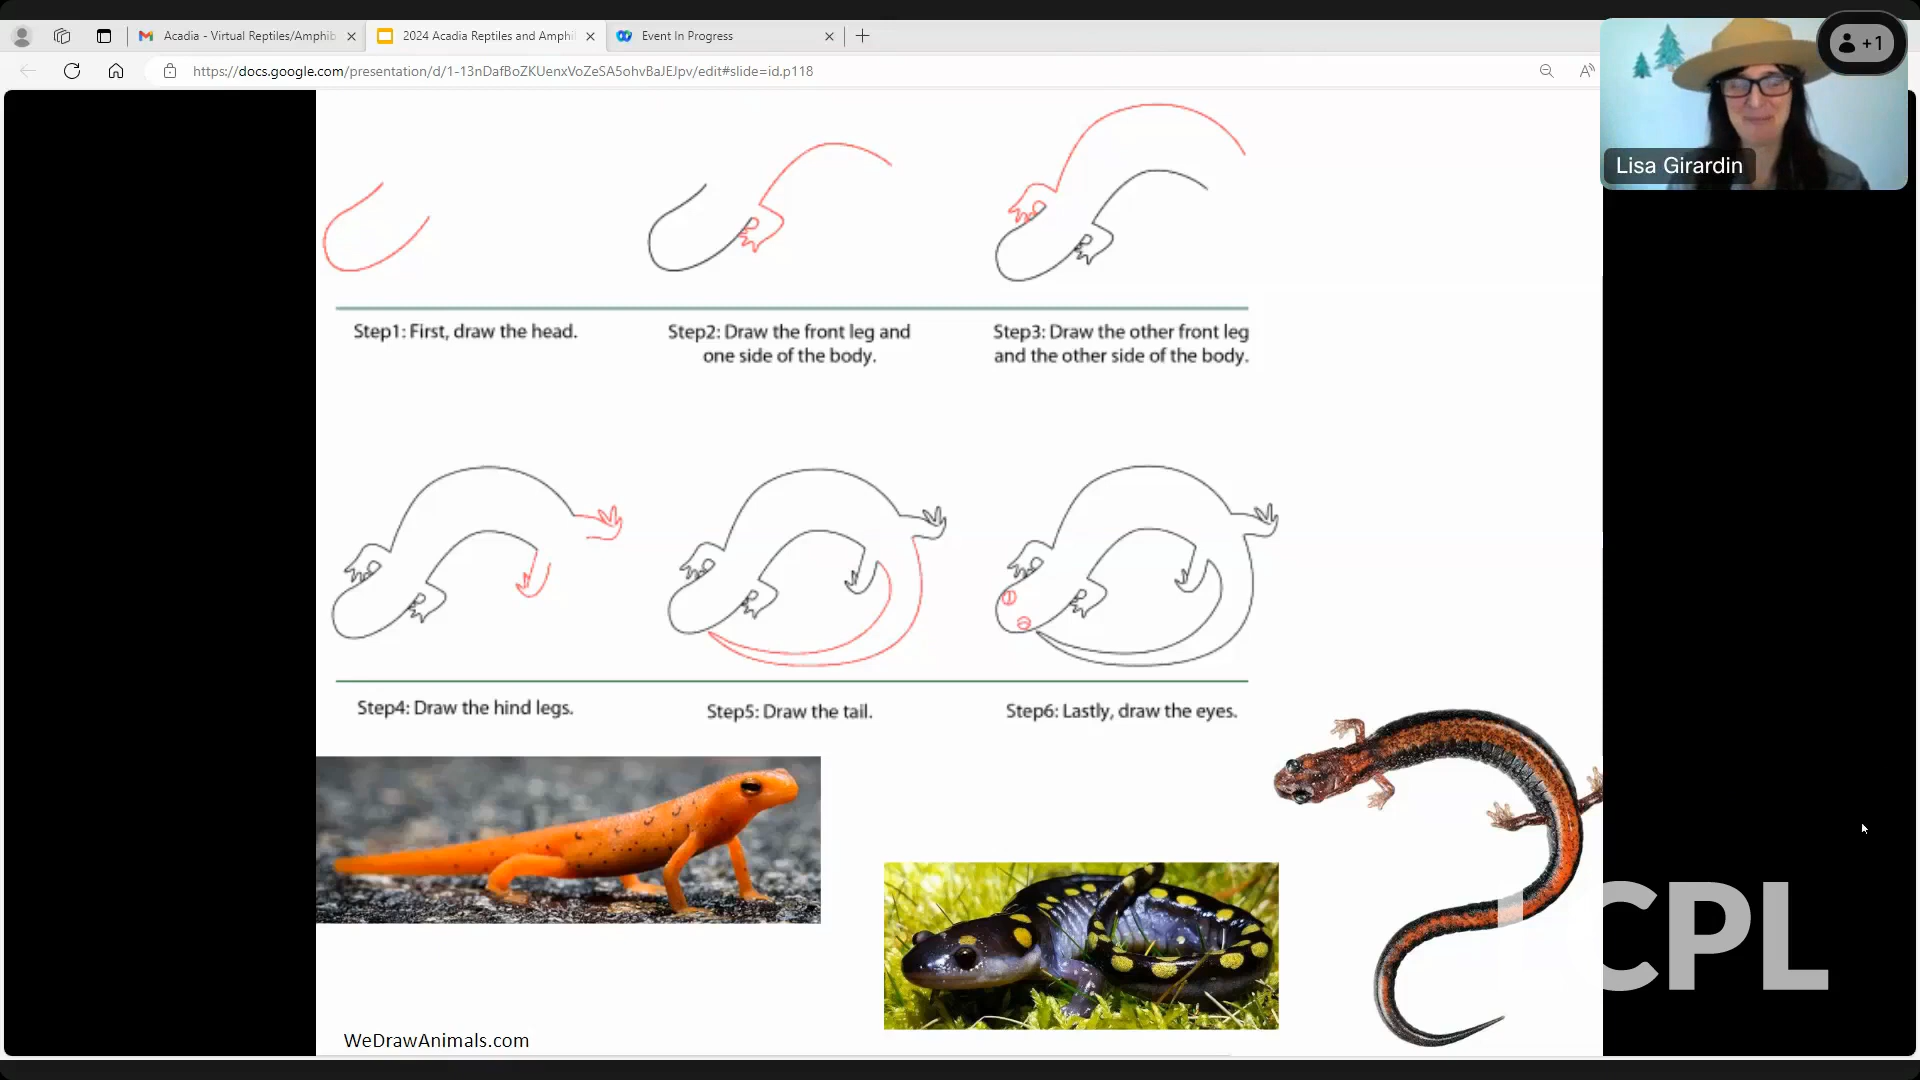 Acadia - Virtual Reptiles/Amphib
2024 Acadia Reptiles and Amphi
Event In Progress
https://docs.google.com/presentation/d/1-13nDafBoZKUenxVoZeSA5ohvBaJEJpv/edit#slide=id.p118
+1
Lisa Girardin
Step1: First, draw the head.
Step2: Draw the front leg and
one side of the body.
Step3: Draw the other front leg
and the other side of the body.
Step4: Draw the hind legs.
Step5: Draw the tail.
Step6: Lastly, draw the eyes.
WeDrawAnimals.com
CPL